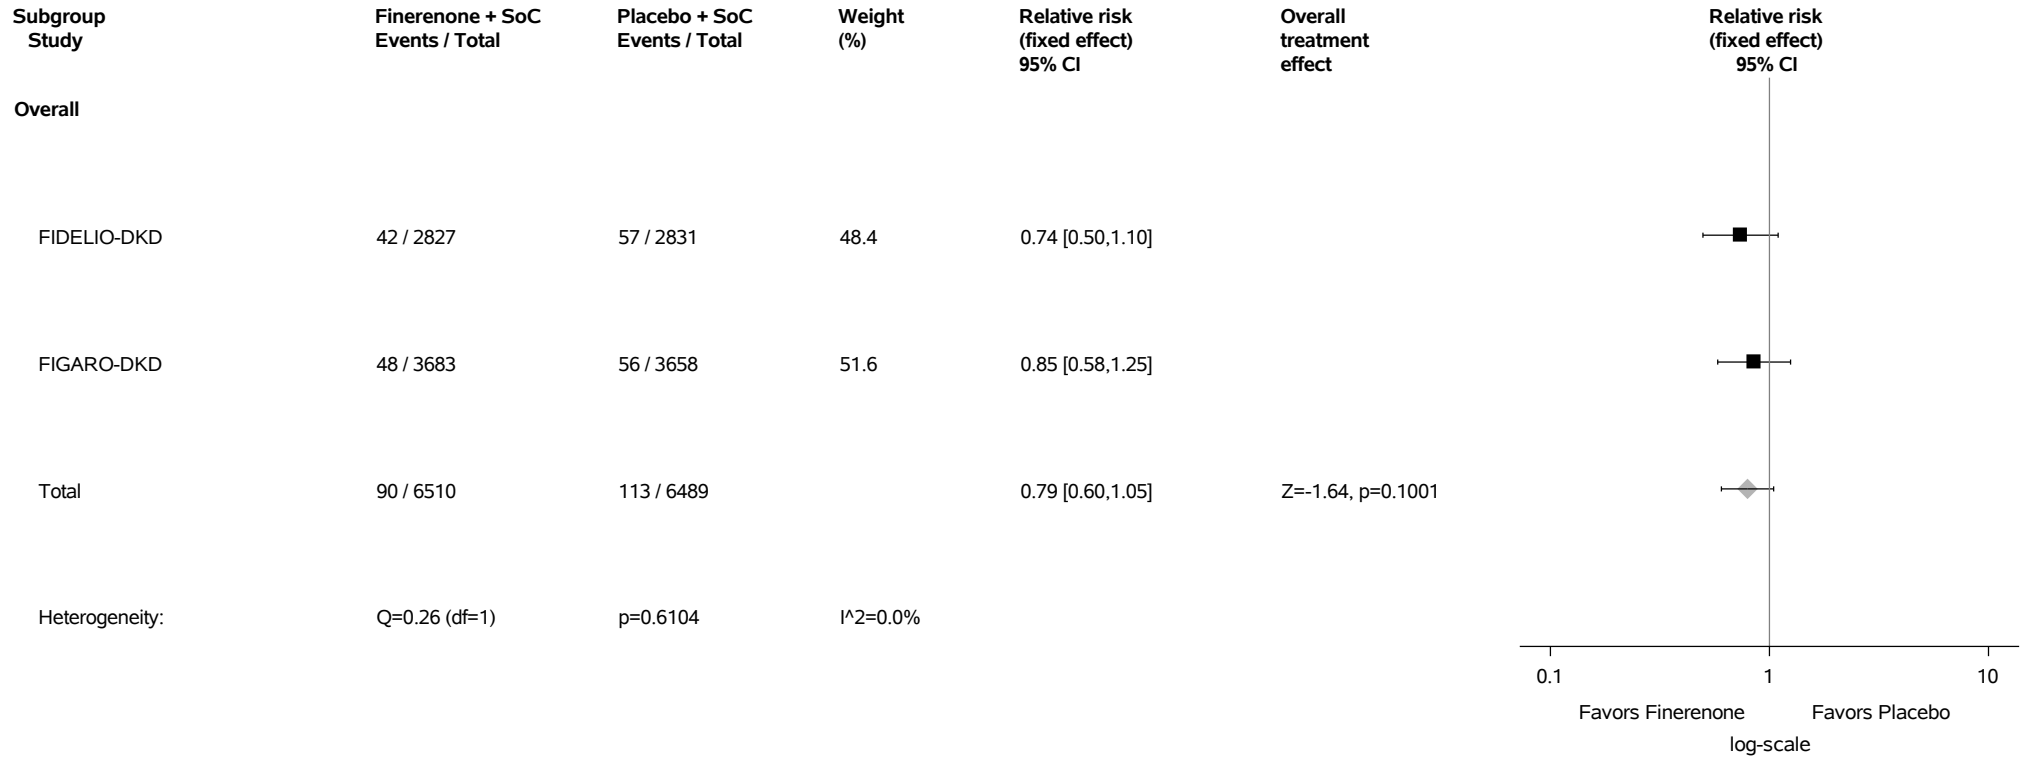 Subgroup Finerenone + SoC Placebo + SoC Weight Relative risk Overall Relative risk
Study Events / Total Events / Total (%) (fixed effect) treatment (fixed effect)
95% CI effect 95% CI
Overall
FIDELIO-DKD 42 / 2827 57 / 2831 48.4 0.74 [0.50,1.10]
FIGARO-DKD 48 / 3683 56 / 3658 51.6 0.85 [0.58,1.25]
Total 90 / 6510 113 / 6489 0.79 [0.60,1.05] Z=-1.64, p=0.1001
Heterogeneity: Q=0.26 (df=1) p=0.6104 I^2=0.0%
0.1 1 10
Favors Finerenone Favors Placebo
log-scale